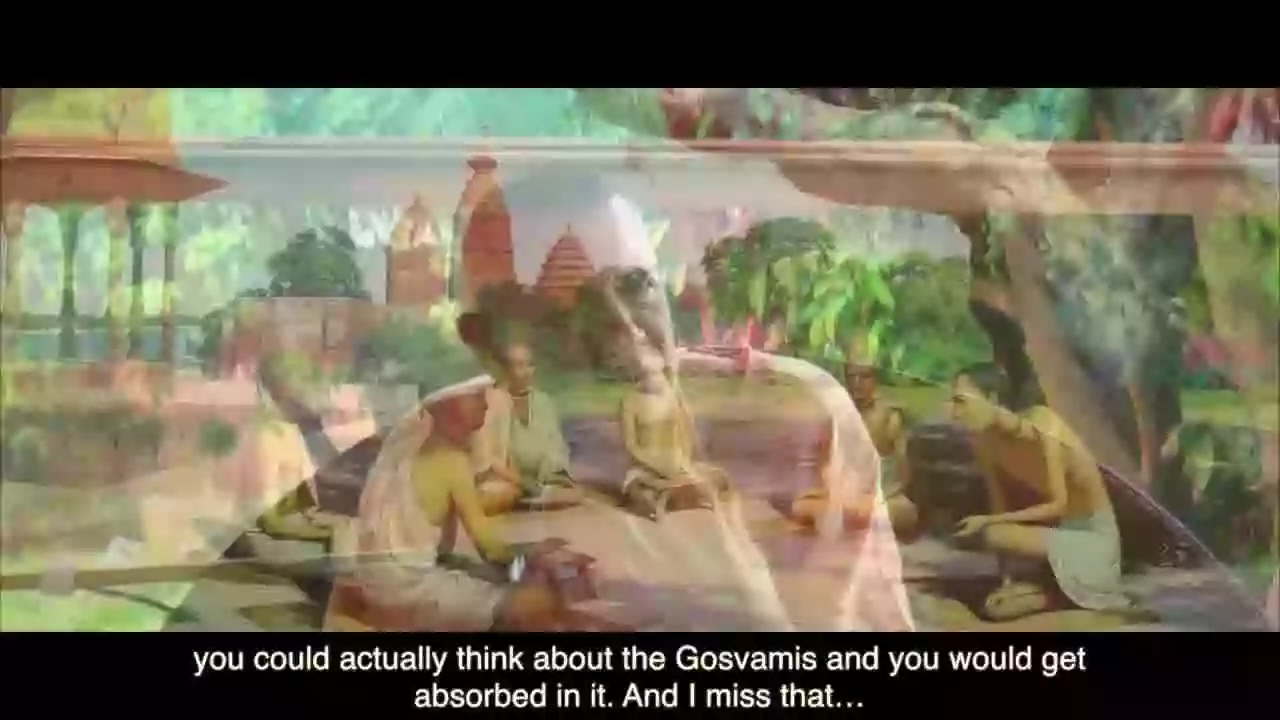 you could actually think about the Gosvamis and you would get
absorbed in it. And I miss that…